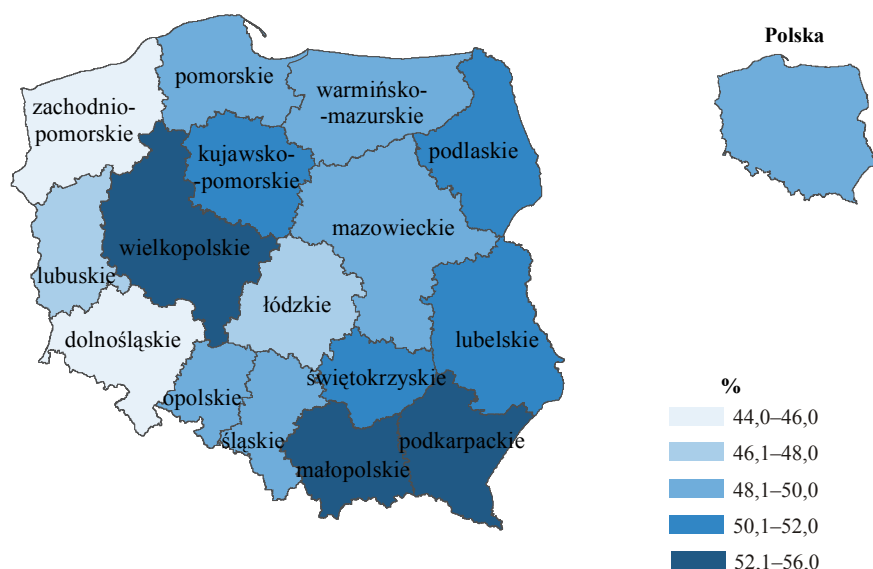 Polska
pomorskie
warmińsko-
-mazurskie
zachodnio-
pomorskie
kujawsko-
-pomorskie
podlaskie
mazowieckie
wielkopolskie
lubuskie
łódzkie
dolnośląskie
lubelskie
świętokrzyskie
opolskie
śląskie
podkarpackie
małopolskie
%
44,0–46,0
46,1–48,0
48,1–50,0
50,1–52,0
52,1–56,0